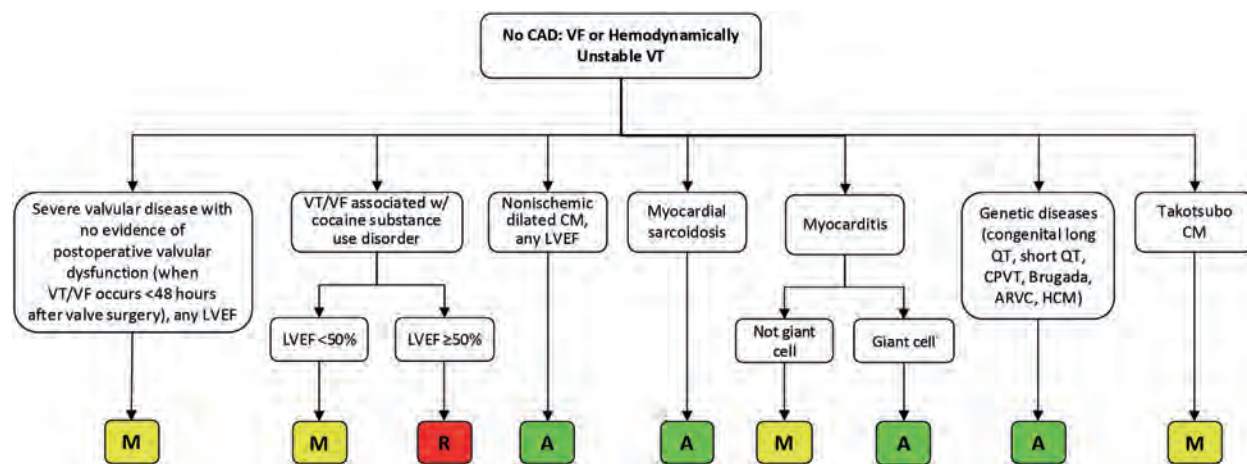 No CAD: VF or Hemodynamically
Unstable VT
Severe valvular disease with
no evidence of
postoperative valvular
dysfunction (when
VT/VF occurs <48 hours
after valve surgery), any LVEF
VT/VF associated w/
cocaine substance
use disorder
Nonischemic
dilated CM,
any LVEF
Myocardial
sarcoidosis
Myocarditis
Genetic diseases
(congenital long
QT, short QT,
CPVT, Brugada,
ARVC, HCM)
Takotsubo
CM
LVEF <50%
LVEF ≥50%
Not giant
cell
Giant cell
M
M
R
A
A
M
A
A
M